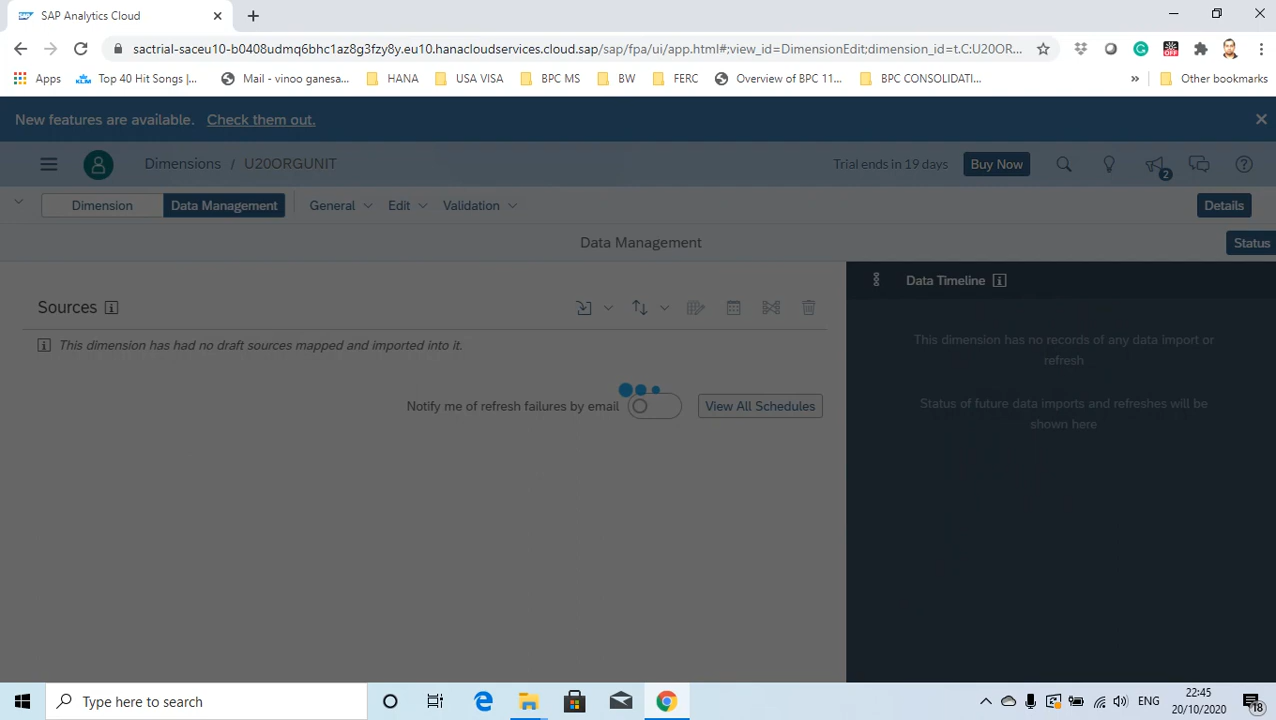 SAP Analytics Cloud
sactrial-saceu10-b0408udmq6bhc1az8g3fzy8y.eu10.hanacloudservices.cloud.sap/sap/fpa/ui/app.html#;view_id=DimensionEdit;dimension_id=t.C:U20OR...
Apps Top 40 Hit Songs |... Mail - vinoo ganesa... HANA USA VISA BPC MS BW FERC Overview of BPC 11... BPC CONSOLIDATI... » Other bookmarks
New features are available. Check them out.
Dimensions / U20ORGUNIT Trial ends in 19 days Buy Now 2
Dimension Data Management General Edit Validation Details
Data Management Status
Sources Data Timeline
This dimension has had no draft sources mapped and imported into it.
This dimension has no records of any data import or
refresh
Notify me of refresh failures by email View All Schedules
Status of future data imports and refreshes will be
shown here
Type here to search ENG 22:45
20/10/2020 18